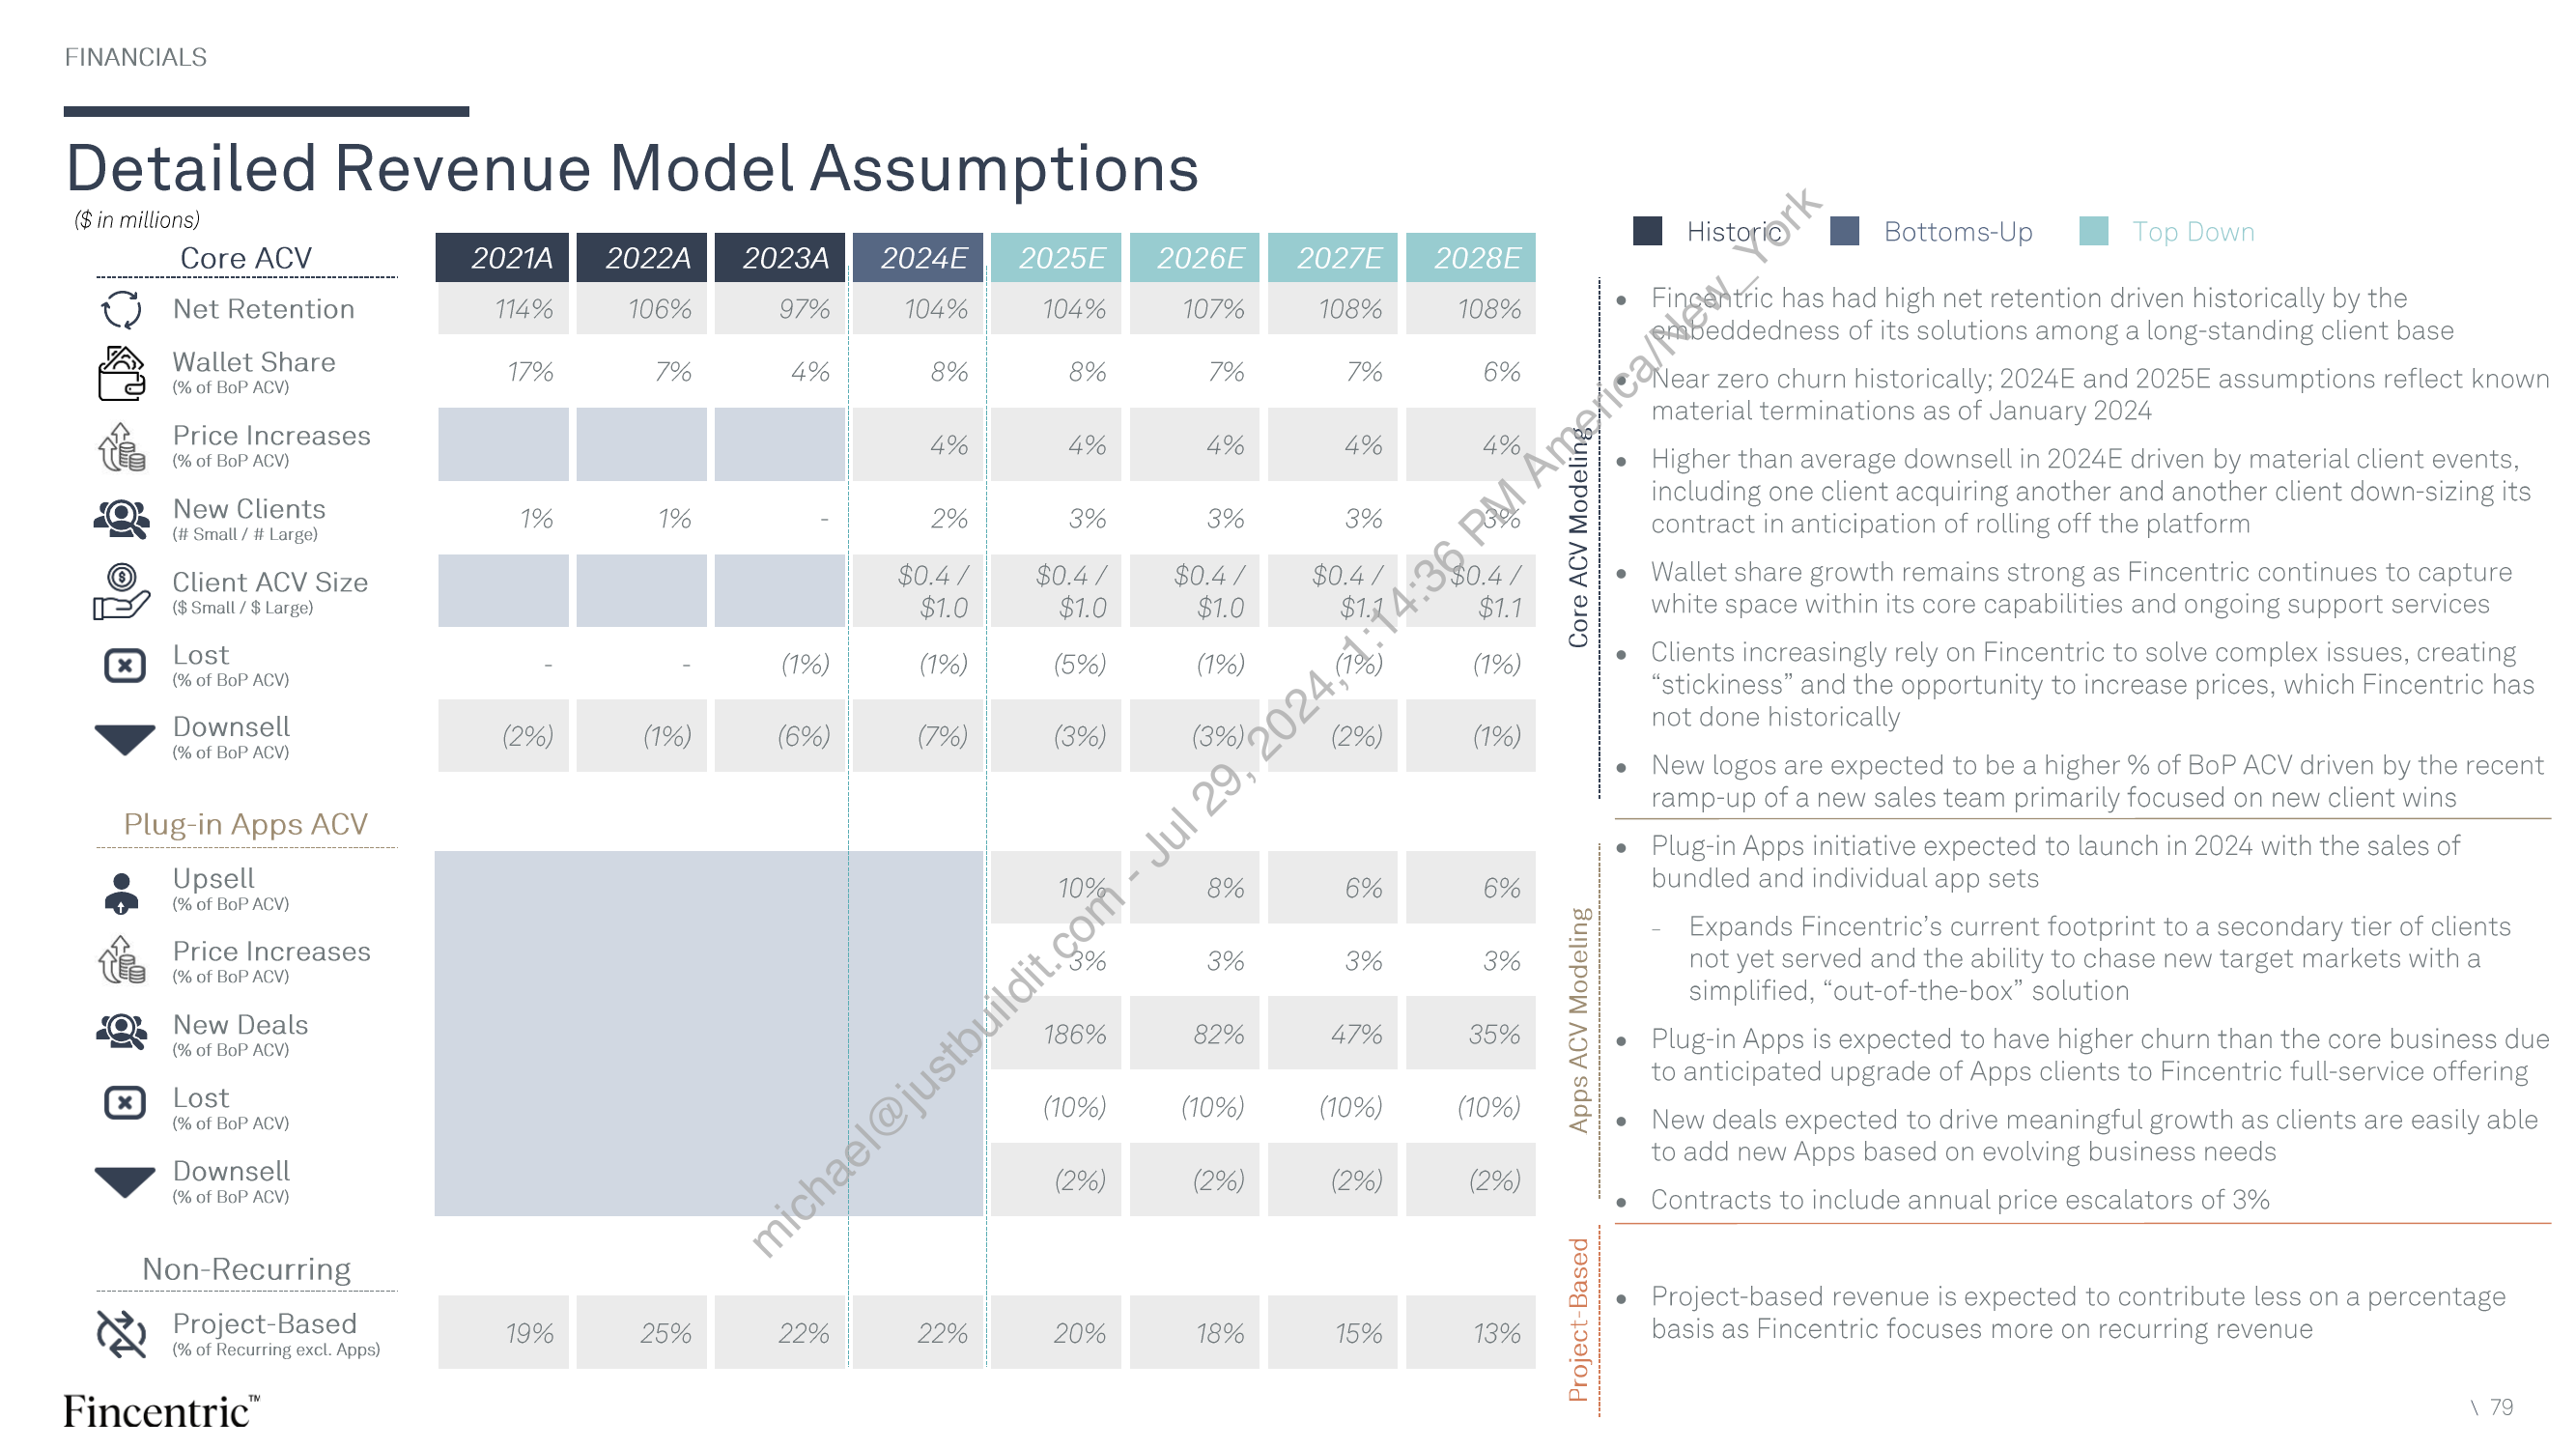 FINANCIALS
Detailed Revenue Model Assumptions
($ in millions)
Historic Bottoms-Up Top Down
Core ACV 2021A 2022A 2023A 2024E 2025E 2026E 2027E 2028E
Net Retention 114% 106% 97% 104% 104% 107% 108% 108%
Wallet Share 17% 7% 4% 8% 8% 7% 7% 6%
(% of BoP ACV)
Price Increases 4% 4% 4% 4% 4%
(% of BoP ACV)
New Clients 1% 1% - 2% 3% 3% 3% 3%
(# Small / # Large)
Client ACV Size $0.4 / $0.4 / $0.4 / $0.4 / $0.4 /
($ Small / $ Large) $1.0 $1.0 $1.0 $1.1 $1.1
Lost - - (1%) (1%) (5%) (1%) (1%) (1%)
(% of BoP ACV)
Downsell (2%) (1%) (6%) (7%) (3%) (3%) (2%) (1%)
(% of BoP ACV)
Plug-in Apps ACV
Upsell 10% 8% 6% 6%
(% of BoP ACV)
Price Increases 3% 3% 3% 3%
(% of BoP ACV)
New Deals 186% 82% 47% 35%
(% of BoP ACV)
Lost (10%) (10%) (10%) (10%)
(% of BoP ACV)
Downsell (2%) (2%) (2%) (2%)
(% of BoP ACV)
Non-Recurring
Project-Based 19% 25% 22% 22% 20% 18% 15% 13%
(% of Recurring excl. Apps)
Core ACV Modeling
• Fincentric has had high net retention driven historically by the
embeddedness of its solutions among a long-standing client base
• Near zero churn historically; 2024E and 2025E assumptions reflect known
material terminations as of January 2024
• Higher than average downsell in 2024E driven by material client events,
including one client acquiring another and another client down-sizing its
contract in anticipation of rolling off the platform
• Wallet share growth remains strong as Fincentric continues to capture
white space within its core capabilities and ongoing support services
• Clients increasingly rely on Fincentric to solve complex issues, creating
“stickiness” and the opportunity to increase prices, which Fincentric has
not done historically
• New logos are expected to be a higher % of BoP ACV driven by the recent
ramp-up of a new sales team primarily focused on new client wins
Apps ACV Modeling
• Plug-in Apps initiative expected to launch in 2024 with the sales of
bundled and individual app sets
– Expands Fincentric’s current footprint to a secondary tier of clients
not yet served and the ability to chase new target markets with a
simplified, “out-of-the-box” solution
• Plug-in Apps is expected to have higher churn than the core business due
to anticipated upgrade of Apps clients to Fincentric full-service offering
• New deals expected to drive meaningful growth as clients are easily able
to add new Apps based on evolving business needs
• Contracts to include annual price escalators of 3%
Project-Based
• Project-based revenue is expected to contribute less on a percentage
basis as Fincentric focuses more on recurring revenue
michael@justbuildit.com - Jul 29, 2024, 1:14:36 PM America/New_York
Fincentric™
\ 79